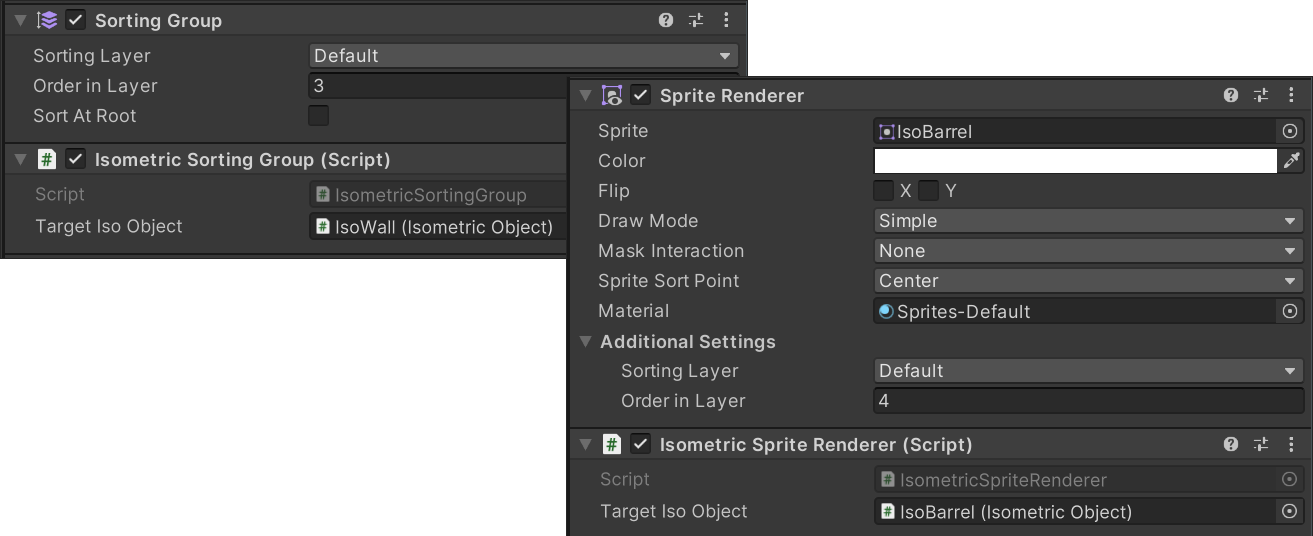 Sorting Group
Sorting Layer Default
Order in Layer 3
Sort At Root
# Isometric Sorting Group (Script)
Script # IsometricSortingGroup
Target Iso Object # IsoWall (Isometric Object)
Sprite Renderer
Sprite IsoBarrel
Color
Flip X Y
Draw Mode Simple
Mask Interaction None
Sprite Sort Point Center
Material Sprites-Default
Additional Settings
Sorting Layer Default
Order in Layer 4
# Isometric Sprite Renderer (Script)
Script # IsometricSpriteRenderer
Target Iso Object # IsoBarrel (Isometric Object)